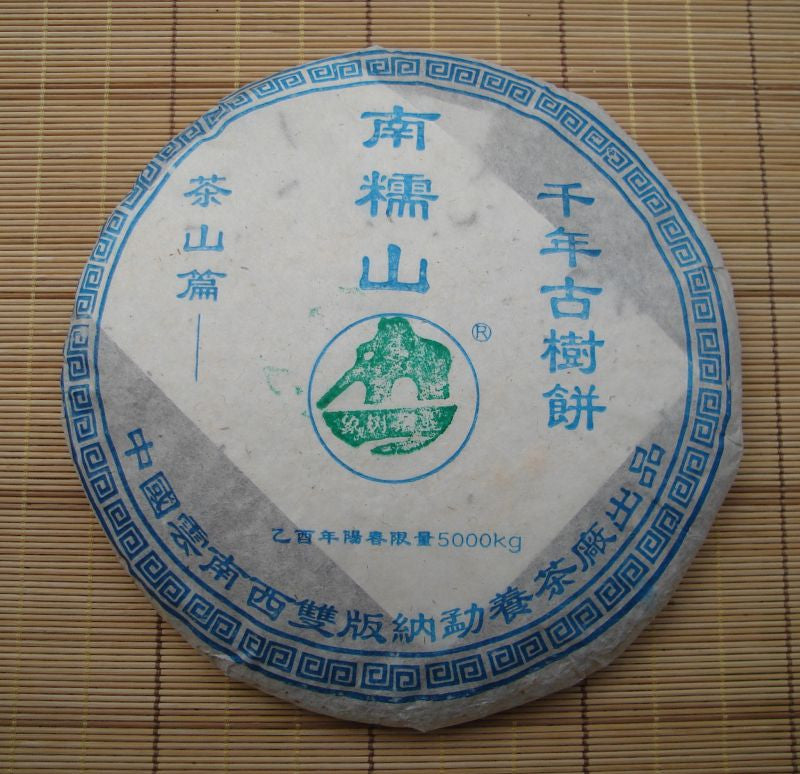 南糯山
千年古樹餅
茶山篇——
®
乙酉年陽春限量5000kg
中國雲南西雙版納勐養茶廠出品